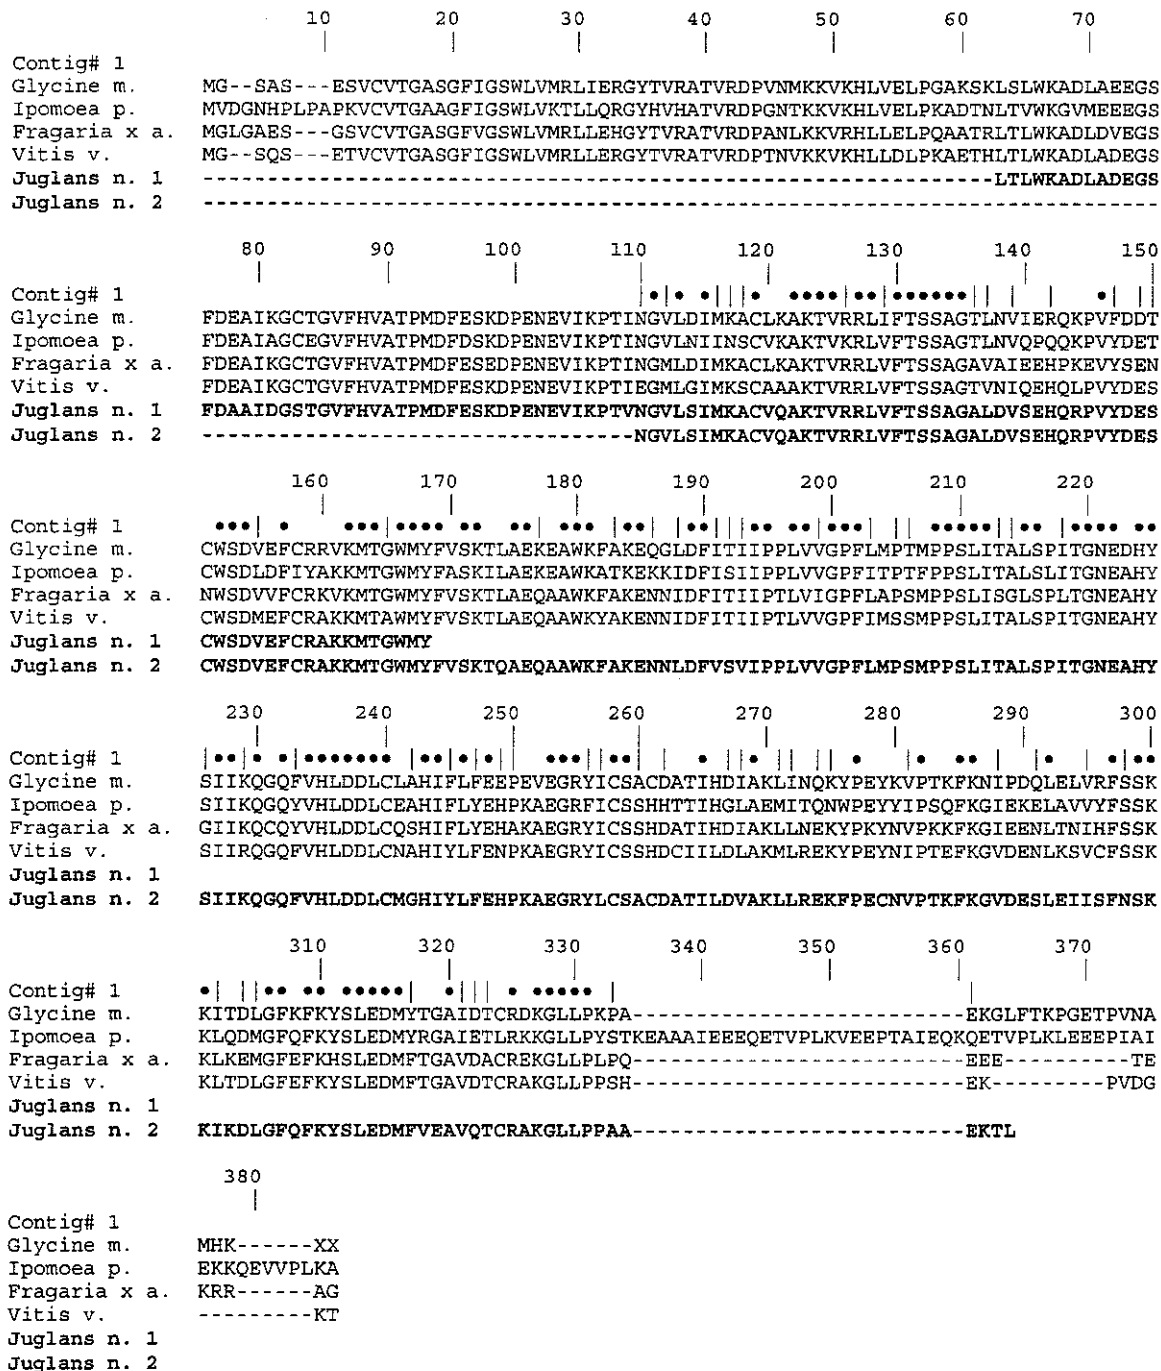 10 20 30 40 50 60 70
Contig# 1
Glycine m. MG--SAS---ESVCVTGASGFIGSWLVMRLIERGYTVRATVRDPVNMKKVKHLVELPGAKSKLSLWKADLAEEGS
Ipomoea p. MVDGNHPLPAPKVCVTGAAGFIGSWLVKTLLQRGYHVHATVRDPGNTKKVKHLLELPKADTNLTVWKGVMEEEGS
Fragaria x a. MGLGAES---GSVCVTGASGFVGSWLVMRLLEHGYTVRATVRDPANLKKVRHLLELPQAATRLTLWKADLDVEGS
Vitis v. MG--SQS---ETVCVTGASGFIGSWLVMRLLERGYTVRATVRDPTNVKKVKHLLDLPKAETHLTLWKADLADEGS
Juglans n. 1 --------------------------------------------------------------LTLWKADLADEGS
Juglans n. 2 ---------------------------------------------------------------------------
80 90 100 110 120 130 140 150
Contig# 1
Glycine m. FDEAIKGCTGVFHVATPMDFESKDPENEVIKPTINGVLDIMKACLKAKTVRRLIFTSSAGTLNVIERQKPVFDDT
Ipomoea p. FDEAIAGCEGVFHVATPMDFDSKDPENEVIKPTINGVLNIINSCVKAKTVKRLVFTSSAGTLNVQPQQKPVYDET
Fragaria x a. FDEAIKGCTGVFHVATPMDFESEDPENEVIKPTINGMLDIMKACLKAKTVRRLVFTSSAGAVAIEEHPKEVYSEN
Vitis v. FDEAIKGCTGVFHVATPMDFESKDPENEVIKPTIEGMLGIMKSCAAAKTVRRLVFTSSAGTVNIQEHQLPVYDES
Juglans n. 1 FDAAIDGSTGVFHVATPMDFESKDPENEVIKPTVNGVLSIMKACVQAKTVRRLVFTSSAGALDVSEHQRPVYDES
Juglans n. 2 ----------------------------------NGVLSIMKACVQAKTVRRLVFTSSAGALDVSEHQRPVYDES
160 170 180 190 200 210 220
Contig# 1
Glycine m. CWSDVEFCRRVKMTGWMYFVSKTLAEKEAWKFAKEQGLDFITIIPPLVVGPFLMPTMPPSLITALSPITGNEDHY
Ipomoea p. CWSDLDFIYAKKMTGWMYFASKILAEKEAWKATKEKKIDFISIIPPLVVGPFITPTFPPSLITALSLITGNEAHY
Fragaria x a. NWSDVVFCRKVKMTGWMYFVSKTLAEQAAWKFAKENNIDFITIIPTLVIGPFLAPSMPPSLISGLSPLTGNEAHY
Vitis v. CWSDMEFCRAKKMTAWMYFVSKTLAEQAAWKYAKENNIDFITIIPTLVVGPFIMSSMPPSLITALSPITGNEAHY
Juglans n. 1 CWSDVEFCRAKKMTGWMY
Juglans n. 2 CWSDVEFCRAKKMTGWMYFVSKTQAEQAAWKFAKENNLDFVSVIPPLVVGPFLMPSMPPSLITALSPITGNEAHY
230 240 250 260 270 280 290 300
Contig# 1
Glycine m. SIIKQGQFVHLDDLCLAHIFLFEEPEVEGRYICSACDATIHDIAKLINQKYPEYKVPTKFKNIPDQLELVRFSSK
Ipomoea p. SIIKQGQYVHLDDLCEAHIFLYEHPKAEGRFICSSHHTTIHGLAEMITQNWPEYYIPSQFKGIEKELAVVYFSSK
Fragaria x a. GIIKQCQYVHLDDLCQSHIFLYEHAKAEGRYICSSHDATIHDIAKLLNEKYPKYNVPKKFKGIEENLTNIHFSSK
Vitis v. SIIRQGQFVHLDDLCNAHIYLFENPKAEGRYICSSHDCIILDLAKMLREKYPEYNIPTEFKGVDENLKSVCFSSK
Juglans n. 1
Juglans n. 2 SIIKQGQFVHLDDLCMGHIYLFEHPKAEGRYLCSACDATILDVAKLLREKFPECNVPTKFKGVDESLEIISFNSK
310 320 330 340 350 360 370
Contig# 1
Glycine m. KITDLGFKFKYSLEDMYTGAIDTCRDKGLLPKPA--------------------------EKGLFTKPGETPVNA
Ipomoea p. KLQDMGFQFKYSLEDMYRGAIETLRKKGLLPYSTKEAAAIEEEQETVPLKVEEPTAIEQKQETVPLKLEEEPIAI
Fragaria x a. KLKEMGFEFKHSLEDMFTGAVDACREKGLLPLPQ--------------------------EEE----------TE
Vitis v. KLTDLGFEFKYSLEDMFTGAVDTCRAKGLLPPSH--------------------------EK---------PVDG
Juglans n. 1
Juglans n. 2 KIKDLGFQFKYSLEDMFVEAVQTCRAKGLLPPAA--------------------------EKTL
380
Contig# 1
Glycine m. MHK------XX
Ipomoea p. EKKQEVVPLKA
Fragaria x a. KRR------AG
Vitis v. ---------KT
Juglans n. 1
Juglans n. 2